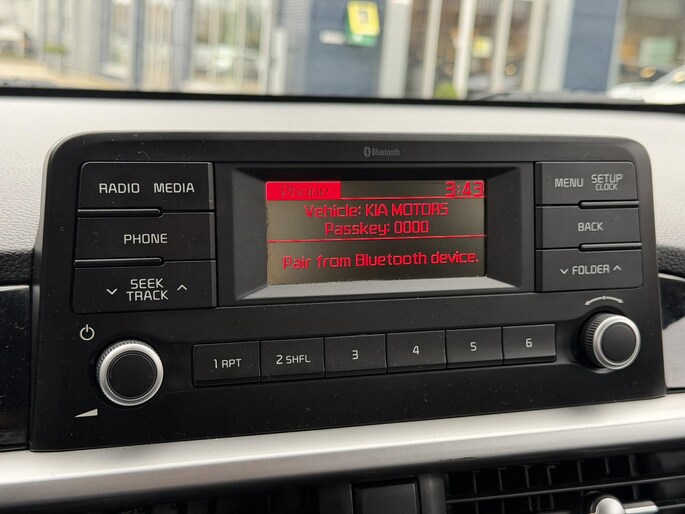 Bluetooth
RADIO MEDIA
PHONE
SEEK
TRACK
Phone 3:43
Vehicle: KIA MOTORS
Passkey: 0000
Pair from Bluetooth device.
MENU SETUP
CLOCK
BACK
FOLDER
1 RPT
2 SHFL
3
4
5
6